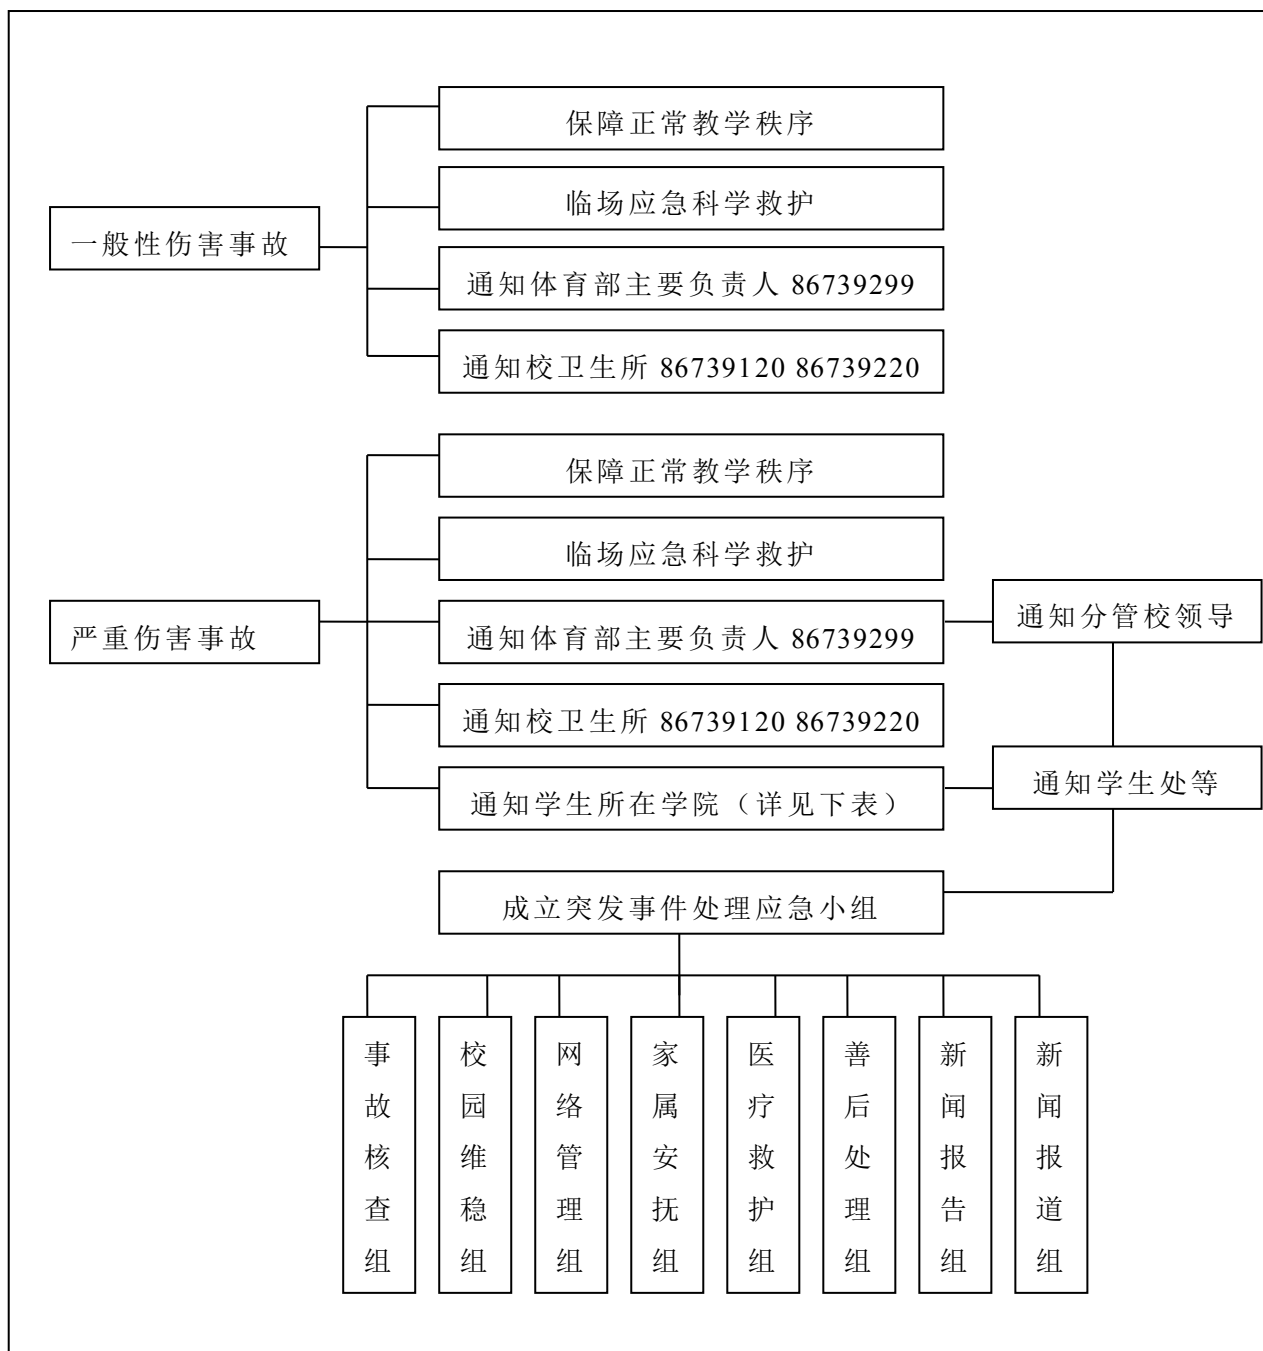 保障正常教学秩序
临场应急科学救护
一般性伤害事故
通知体育部主要负责人 86739299
通知校卫生所 86739120 86739220
保障正常教学秩序
临场应急科学救护
严重伤害事故
通知体育部主要负责人 86739299
通知分管校领导
通知校卫生所 86739120 86739220
通知学生所在学院（详见下表）
通知学生处等
成立突发事件处理应急小组
事故核查组
校园维稳组
网络管理组
家属安抚组
医疗救护组
善后处理组
新闻报告组
新闻报道组